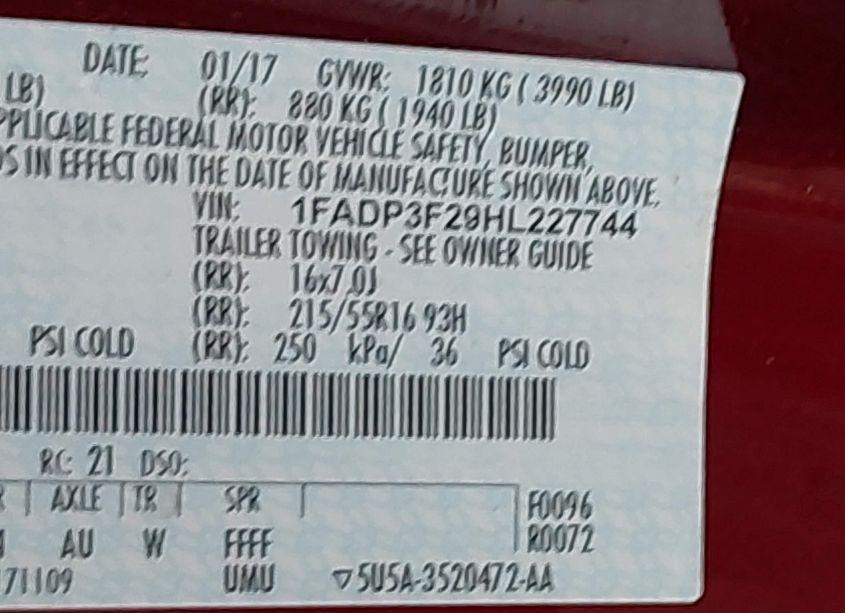 DATE: 01/17 GVWR: 1810 KG ( 3990 LB)
LB) (RR): 880 KG ( 1940 LB)
PPLICABLE FEDERAL MOTOR VEHICLE SAFETY, BUMPER,
S IN EFFECT ON THE DATE OF MANUFACTURE SHOWN ABOVE.
VIN: 1FADP3F29HL227744
TRAILER TOWING - SEE OWNER GUIDE
(RR): 16x7.0J
(RR): 215/55R16 93H
PSI COLD (RR): 250 kPa/ 36 PSI COLD
RC: 21 DSO:
AXLE TR SPR F0096
AU W FFFF R0072
71109 UMU ▽5U5A-3520472-AA